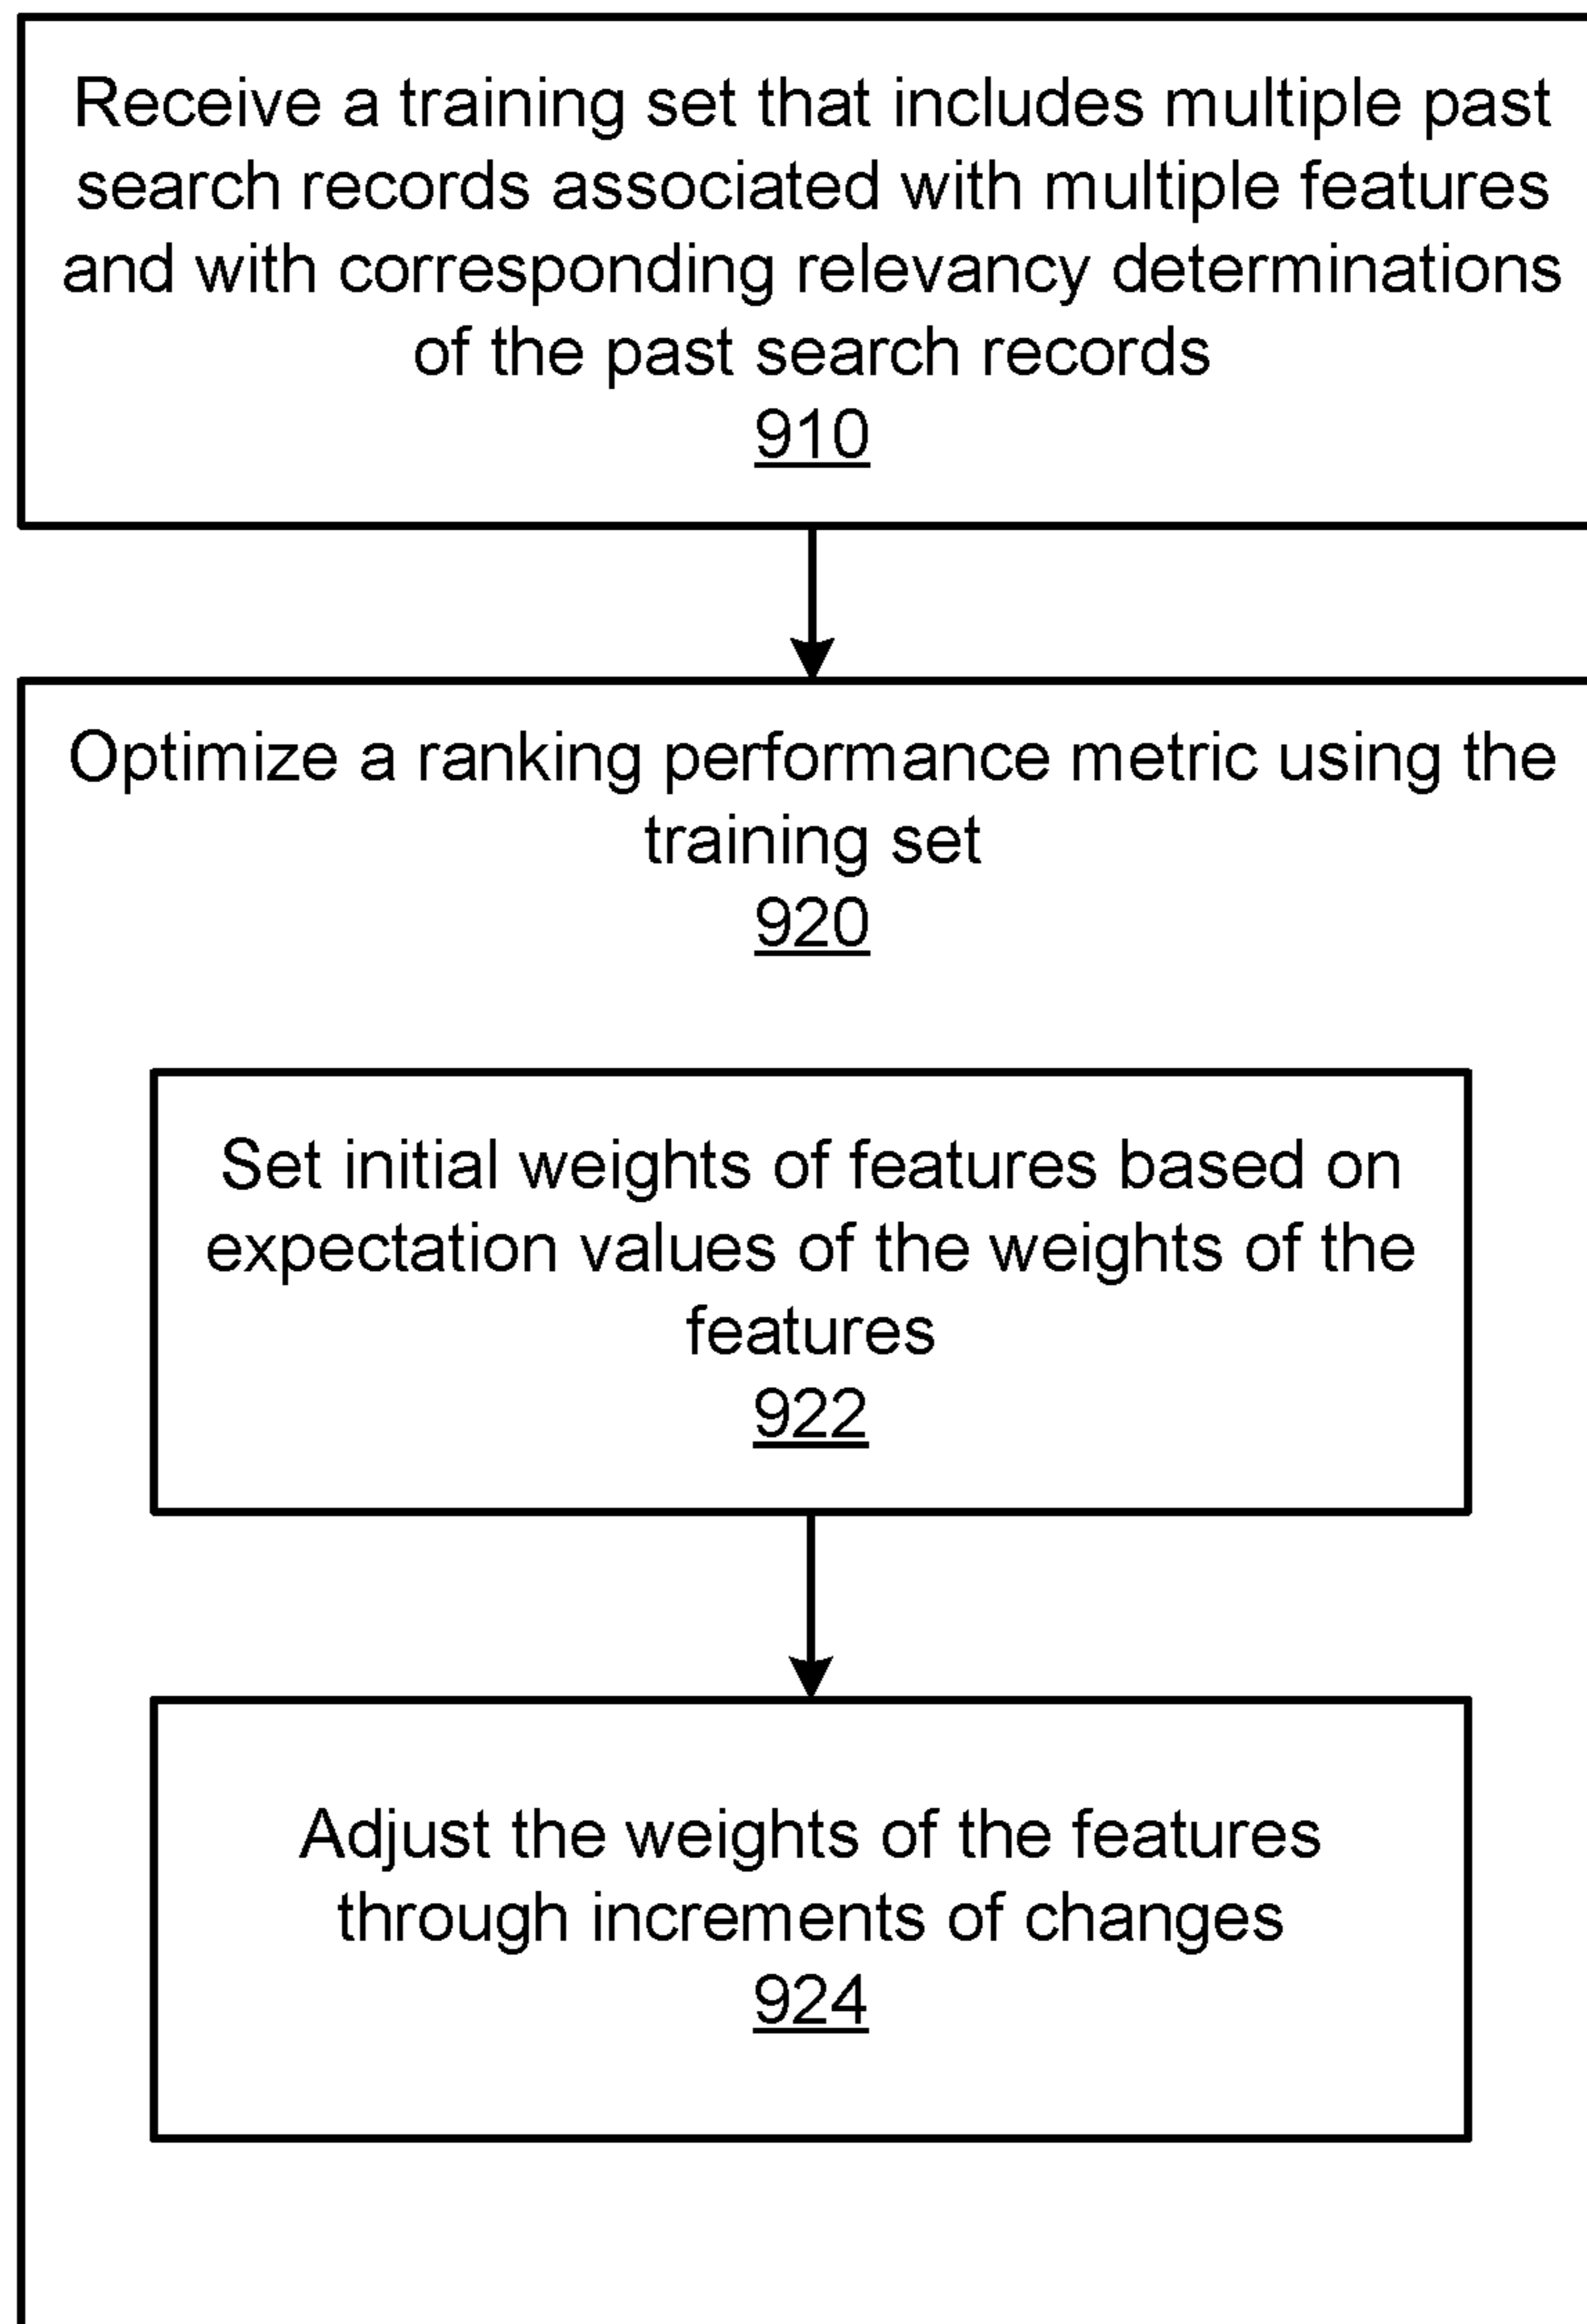 Receive a training set that includes multiple past
search records associated with multiple features
and with corresponding relevancy determinations
of the past search records
910
Optimize a ranking performance metric using the
training set
920
Set initial weights of features based on
expectation values of the weights of the
features
922
Adjust the weights of the features
through increments of changes
924